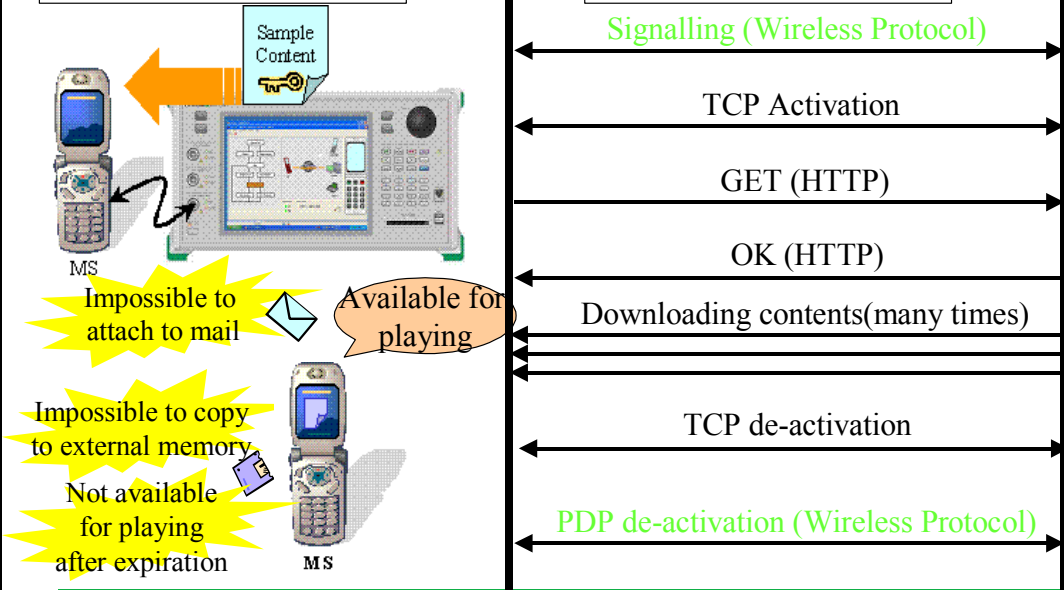 Sample
Content
MS
Impossible to
attach to mail
Available for
playing
Impossible to copy
to external memory
Not available
for playing
after expiration
MS
Signalling (Wireless Protocol)
TCP Activation
GET (HTTP)
OK (HTTP)
Downloading contents(many times)
TCP de-activation
PDP de-activation (Wireless Protocol)